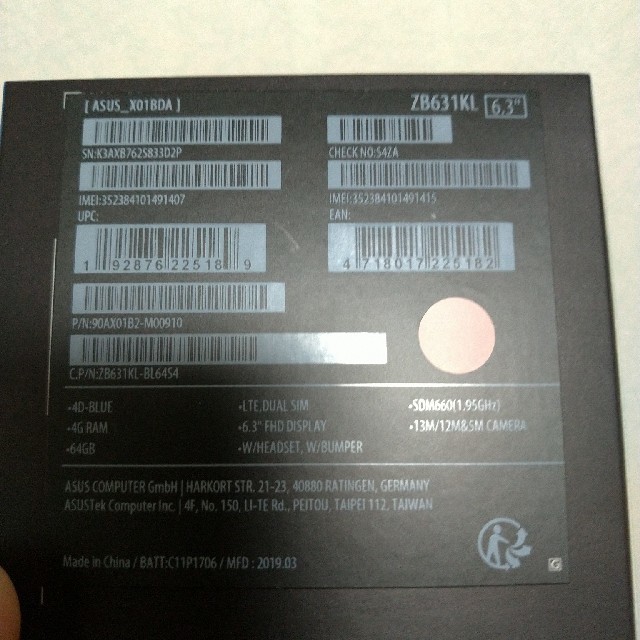 [ ASUS_X01BDA ]
ZB631KL 6.3"
SN:K3AXB762S833D2P
CHECK NO:54ZA
IMEI:352384101491407
IMEI:352384101491415
UPC:
EAN:
1 92876 22518 9
4 718017 225182
P/N:90AX01B2-M00910
C.P/N:ZB631KL-BL64S4
•4D-BLUE •LTE, DUAL SIM •SDM660(1.95GHz)
•4G RAM •6.3" FHD DISPLAY •13M/12M&5M CAMERA
•64GB •W/HEADSET, W/BUMPER
ASUS COMPUTER GmbH | HARKORT STR. 21-23, 40880 RATINGEN, GERMANY
ASUSTek Computer Inc. | 4F, No. 150, LI-TE Rd., PEITOU, TAIPEI 112, TAIWAN
Made in China / BATT:C11P1706 / MFD : 2019.03
G